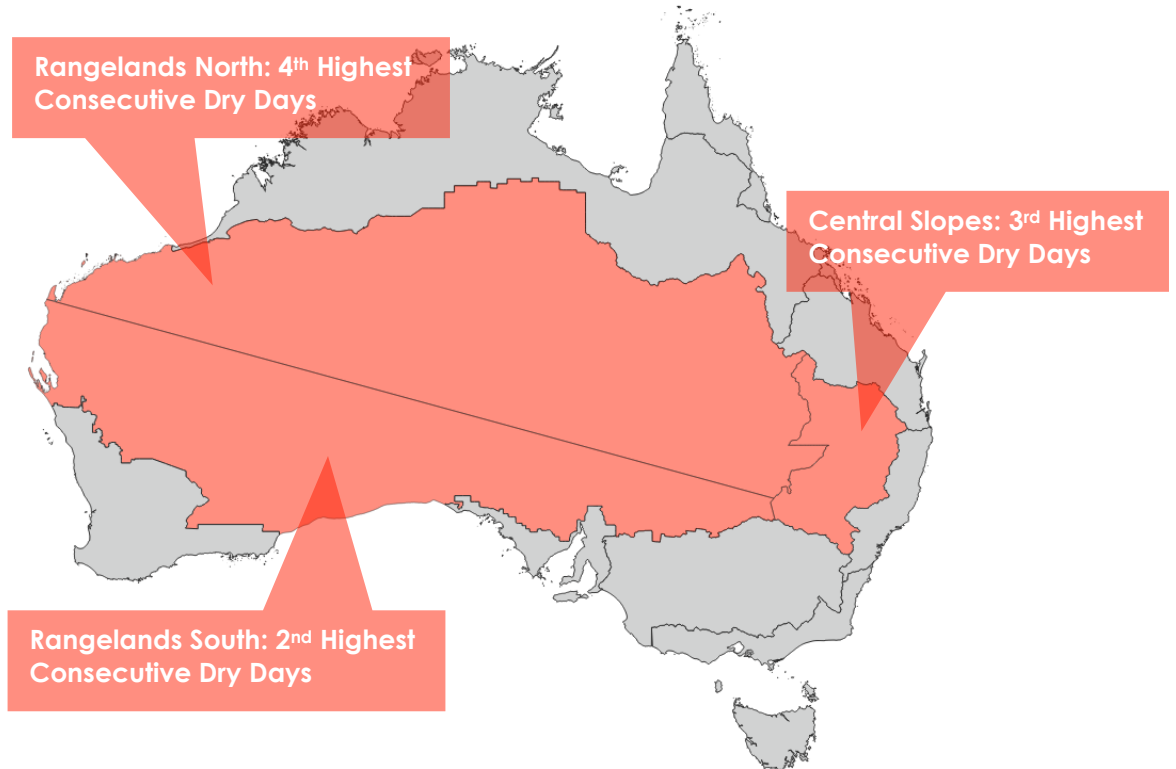 Rangelands North: 4th Highest
Consecutive Dry Days
Central Slopes: 3rd Highest
Consecutive Dry Days
Rangelands South: 2nd Highest
Consecutive Dry Days